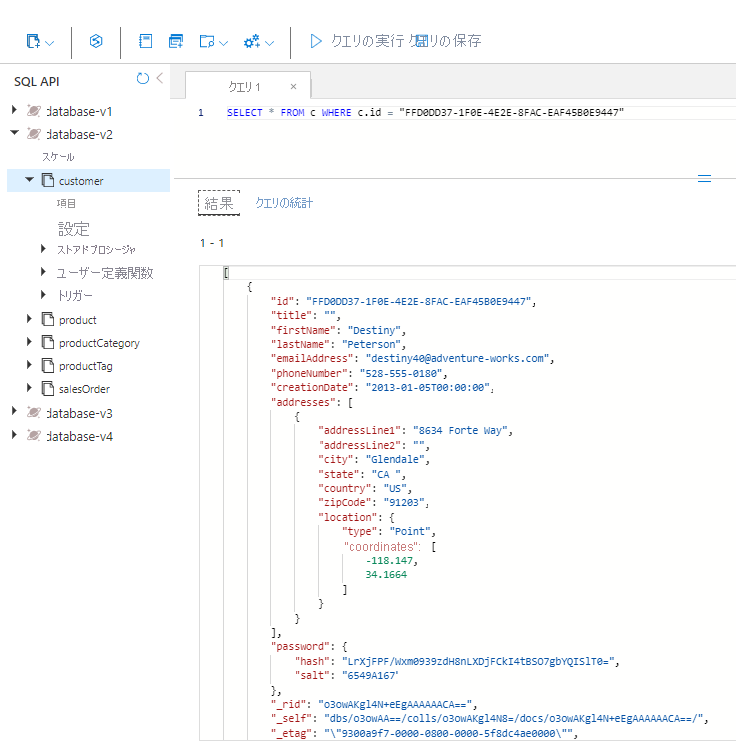 クエリの実行 クエリの保存
SQL API
クエリ 1 ×
database-v1
database-v2
スケール
customer
項目
設定
ストアドプロシージャ
ユーザー定義関数
トリガー
product
productCategory
productTag
salesOrder
database-v3
database-v4
1 SELECT * FROM c WHERE c.id = "FFD0DD37-1F0E-4E2E-8FAC-EAF45B0E9447"
結果 クエリの統計
1 - 1
[
{
"id": "FFD0DD37-1F0E-4E2E-8FAC-EAF45B0E9447",
"title": "",
"firstName": "Destiny",
"lastName": "Peterson",
"emailAddress": "destiny40@adventure-works.com",
"phoneNumber": "528-555-0180",
"creationDate": "2013-01-05T00:00:00",
"addresses": [
{
"addressLine1": "8634 Forte Way",
"addressLine2": "",
"city": "Glendale",
"state": "CA ",
"country": "US",
"zipCode": "91203",
"location": {
"type": "Point",
"coordinates": [
-118.147,
34.1664
]
}
}
],
"password": {
"hash": "LrXjFPF/Wxm0939zdH8nLXDjFCkI4tBSO7gbYQISlT0=",
"salt": "6549A167'
},
"_rid": "o3owAKgl4N+eEgAAAAAACA==",
"_self": "dbs/o3owAA==/colls/o3owAKgl4N8=/docs/o3owAKgl4N+eEgAAAAAACA==/",
"_etag": "\"9300a9f7-0000-0800-0000-5f8dc4ae0000\"",